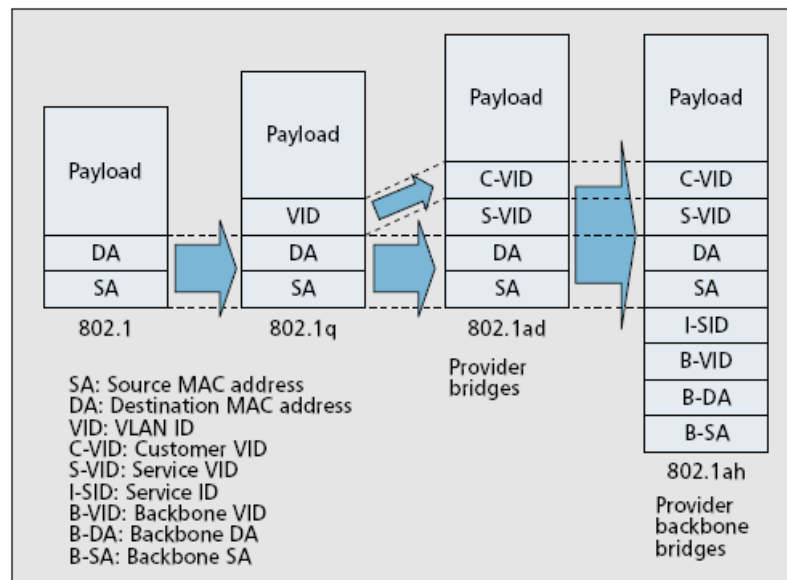 Payload
DA
SA
802.1
Payload
VID
DA
SA
802.1q
Payload
C-VID
S-VID
DA
SA
802.1ad
Provider
bridges
Payload
C-VID
S-VID
DA
SA
I-SID
B-VID
B-DA
B-SA
802.1ah
Provider
backbone
bridges
SA: Source MAC address
DA: Destination MAC address
VID: VLAN ID
C-VID: Customer VID
S-VID: Service VID
I-SID: Service ID
B-VID: Backbone VID
B-DA: Backbone DA
B-SA: Backbone SA